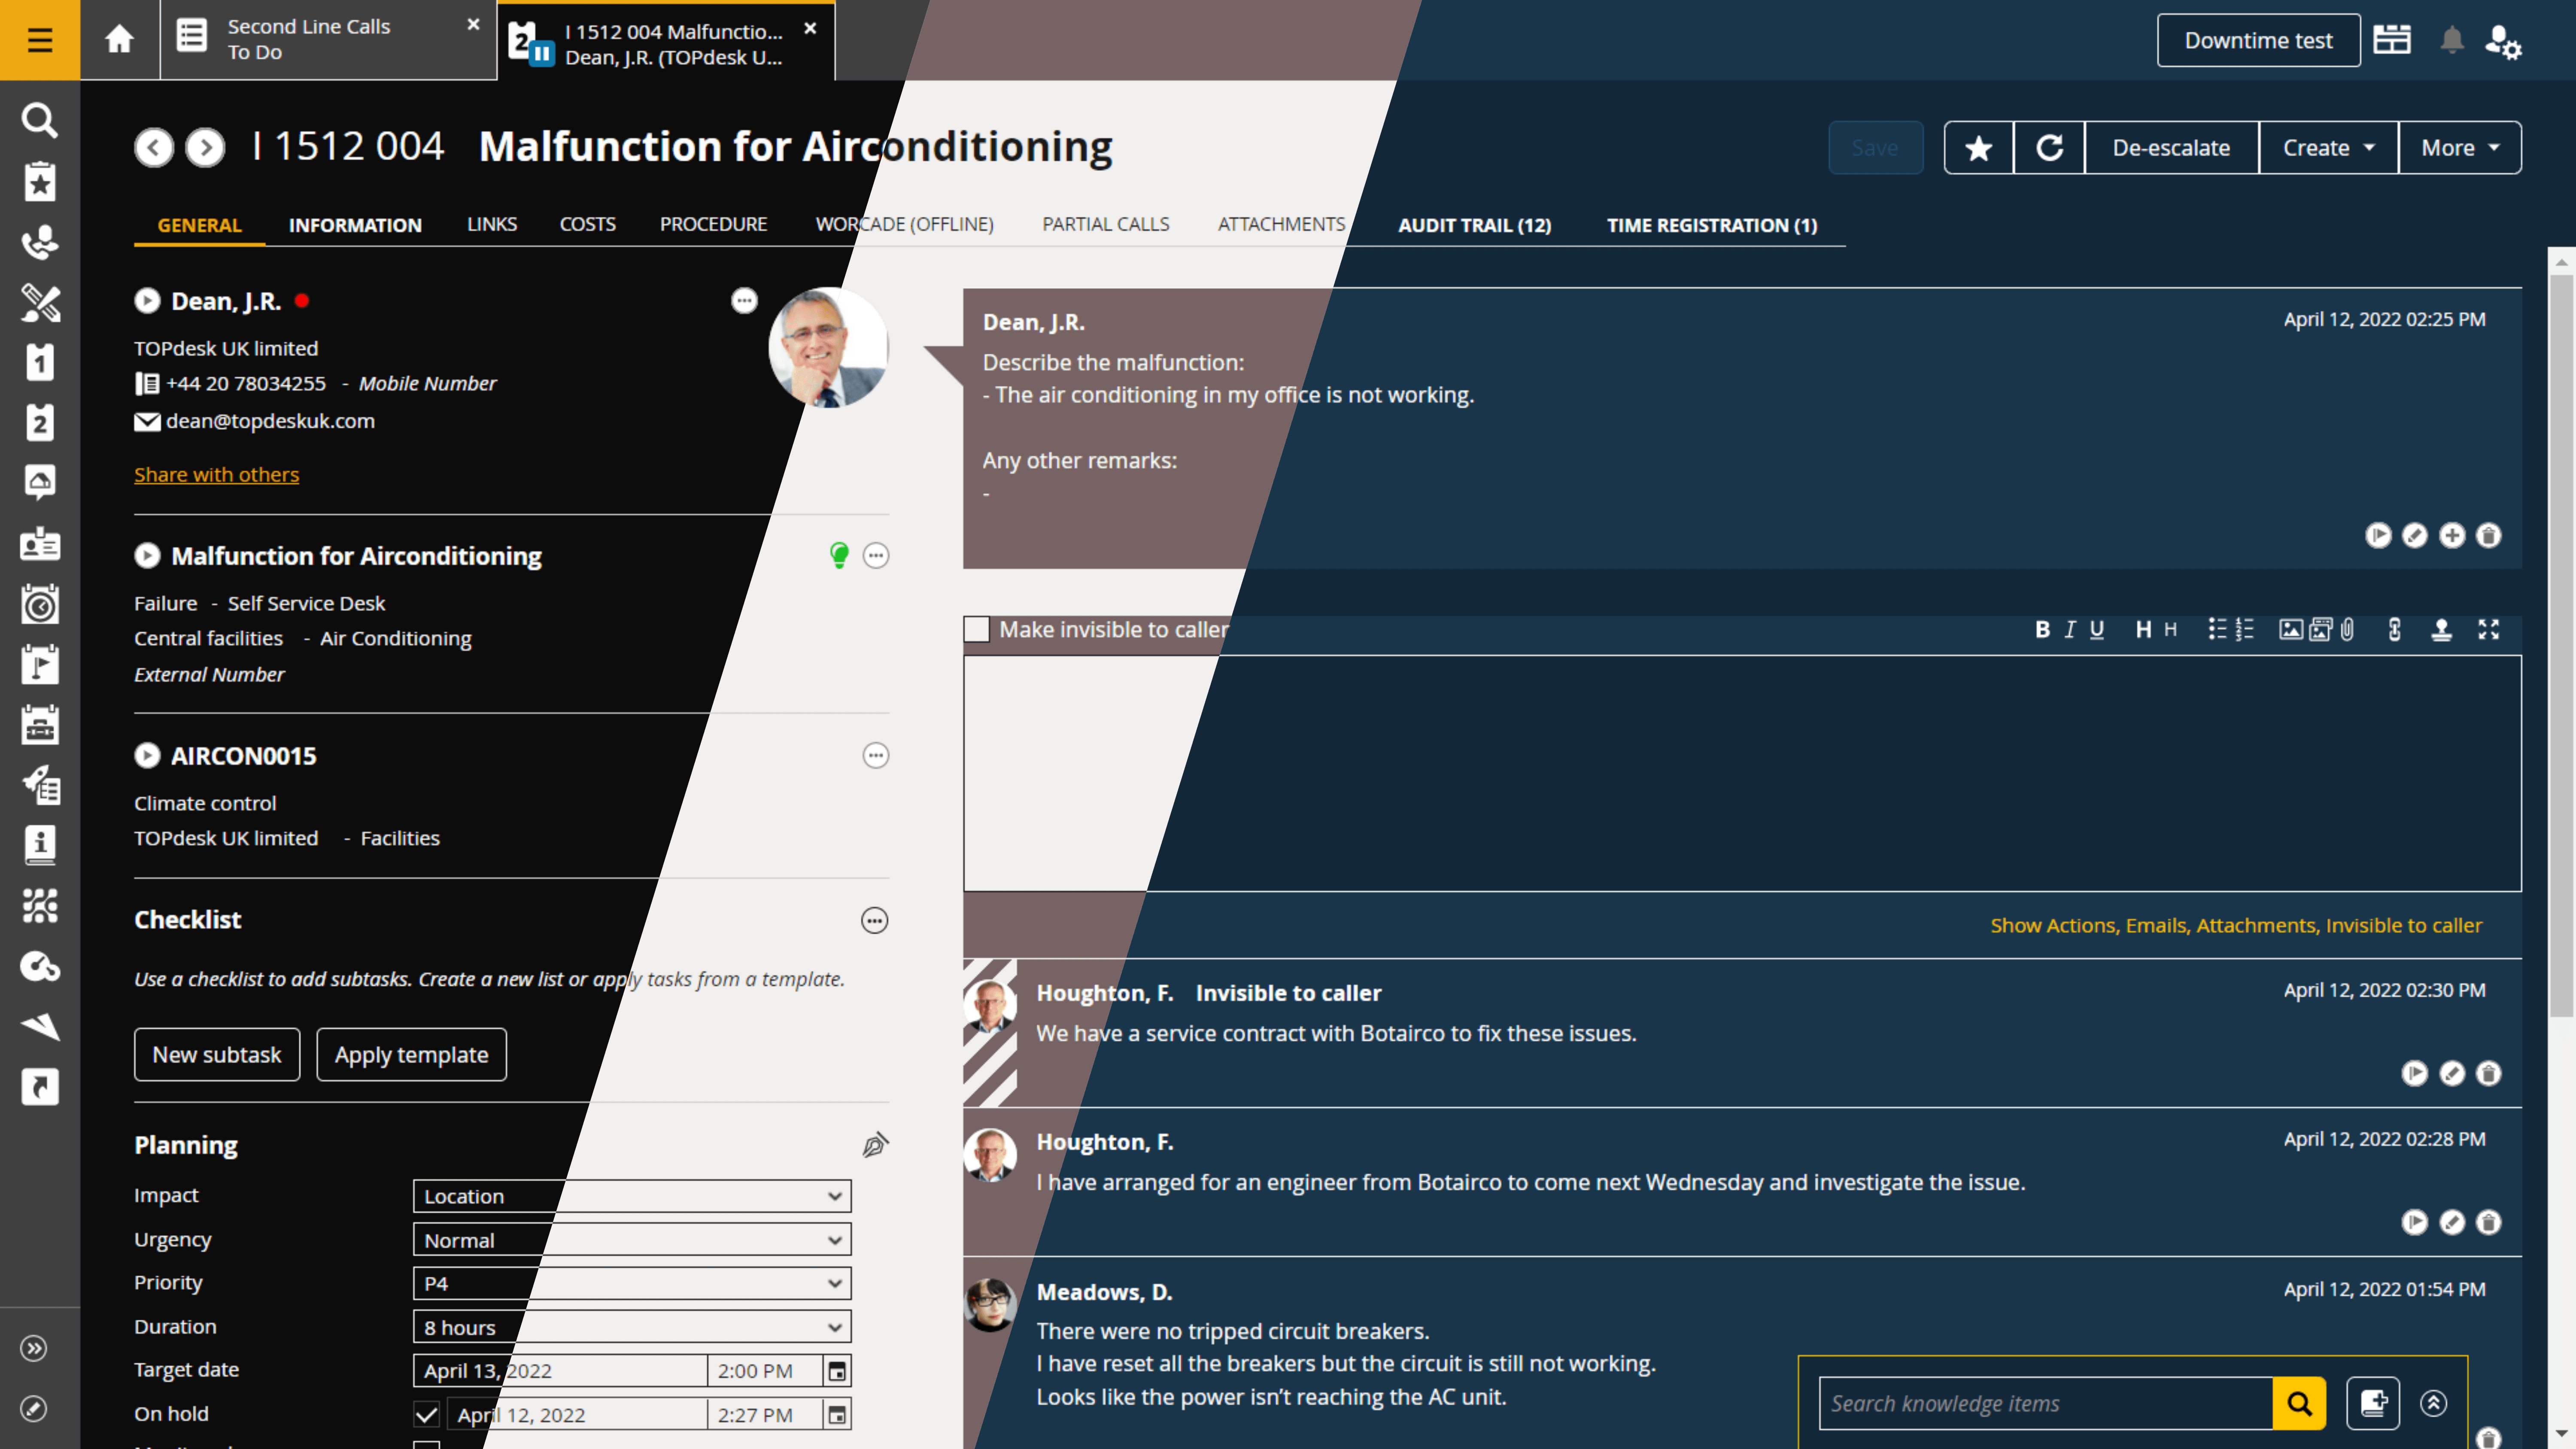 Second Line Calls
To Do
2
I 1512 004 Malfunctio...
Dean, J.R. (TOPdesk U...
Downtime test
I 1512 004 Malfunction for Airconditioning
Save
De-escalate
Create
More
GENERAL
INFORMATION
LINKS
COSTS
PROCEDURE
WORCADE (OFFLINE)
PARTIAL CALLS
ATTACHMENTS
AUDIT TRAIL (12)
TIME REGISTRATION (1)
1
2
Dean, J.R.
TOPdesk UK limited
+44 20 78034255 - Mobile Number
dean@topdeskuk.com
Share with others
Malfunction for Airconditioning
Failure - Self Service Desk
Central facilities - Air Conditioning
External Number
AIRCON0015
Climate control
TOPdesk UK limited - Facilities
Checklist
Use a checklist to add subtasks. Create a new list or apply tasks from a template.
New subtask
Apply template
Planning
Impact
Location
Urgency
Normal
Priority
P4
Duration
8 hours
Target date
April 13, 2022
2:00 PM
On hold
April 12, 2022
2:27 PM
Dean, J.R.
April 12, 2022 02:25 PM
Describe the malfunction:
- The air conditioning in my office is not working.
Any other remarks:
-
Make invisible to caller
B I U H H
Show Actions, Emails, Attachments, Invisible to caller
Houghton, F. Invisible to caller
April 12, 2022 02:30 PM
We have a service contract with Botairco to fix these issues.
Houghton, F.
April 12, 2022 02:28 PM
I have arranged for an engineer from Botairco to come next Wednesday and investigate the issue.
Meadows, D.
April 12, 2022 01:54 PM
There were no tripped circuit breakers.
I have reset all the breakers but the circuit is still not working.
Looks like the power isn't reaching the AC unit.
Search knowledge items